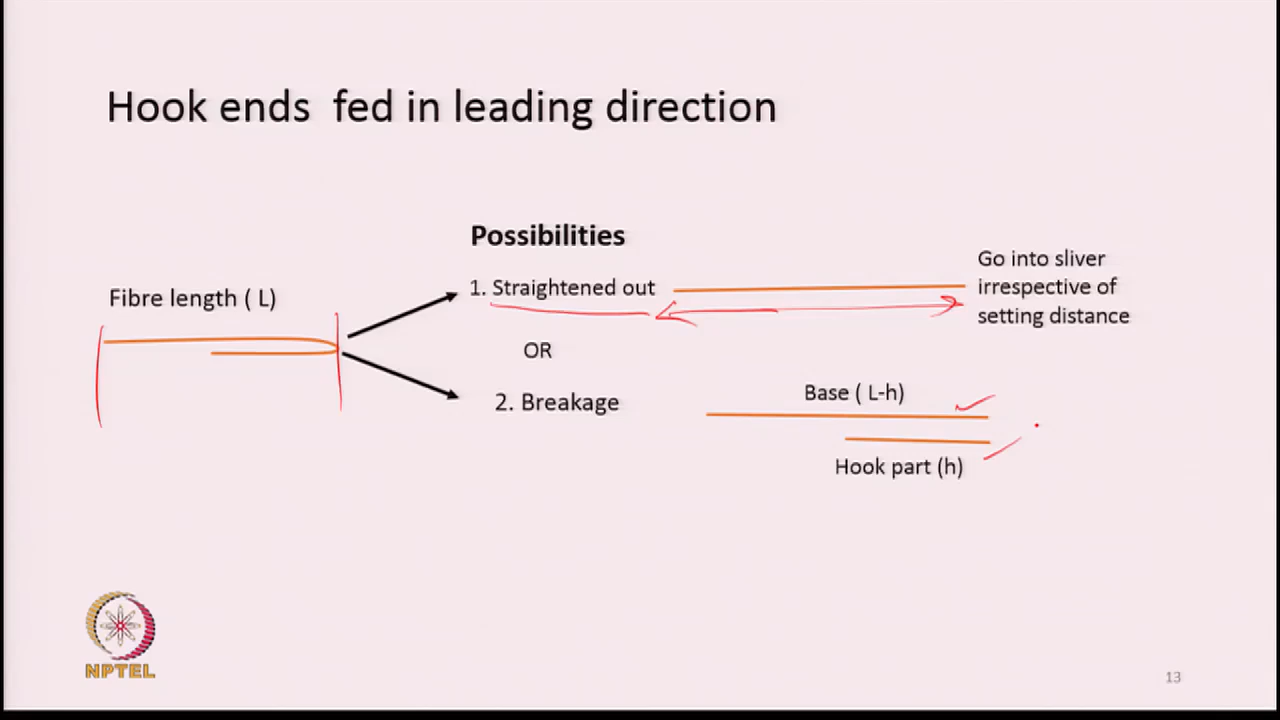 Hook ends fed in leading direction
Possibilities
Fibre length ( L)
1. Straightened out
Go into sliver
irrespective of
setting distance
OR
2. Breakage
Base ( L-h)
Hook part (h)
NPTEL
13